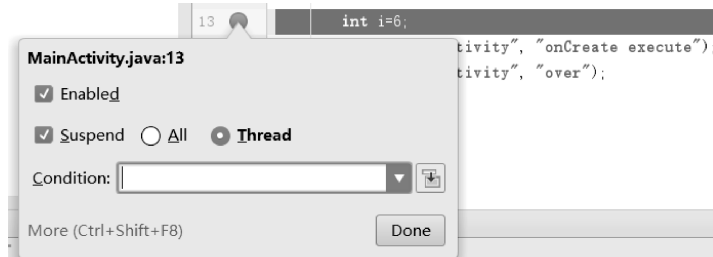 13 int i=6;
tivity", "onCreate execute")
tivity", "over");
MainActivity.java:13
Enabled
Suspend All Thread
Condition:
More (Ctrl+Shift+F8) Done